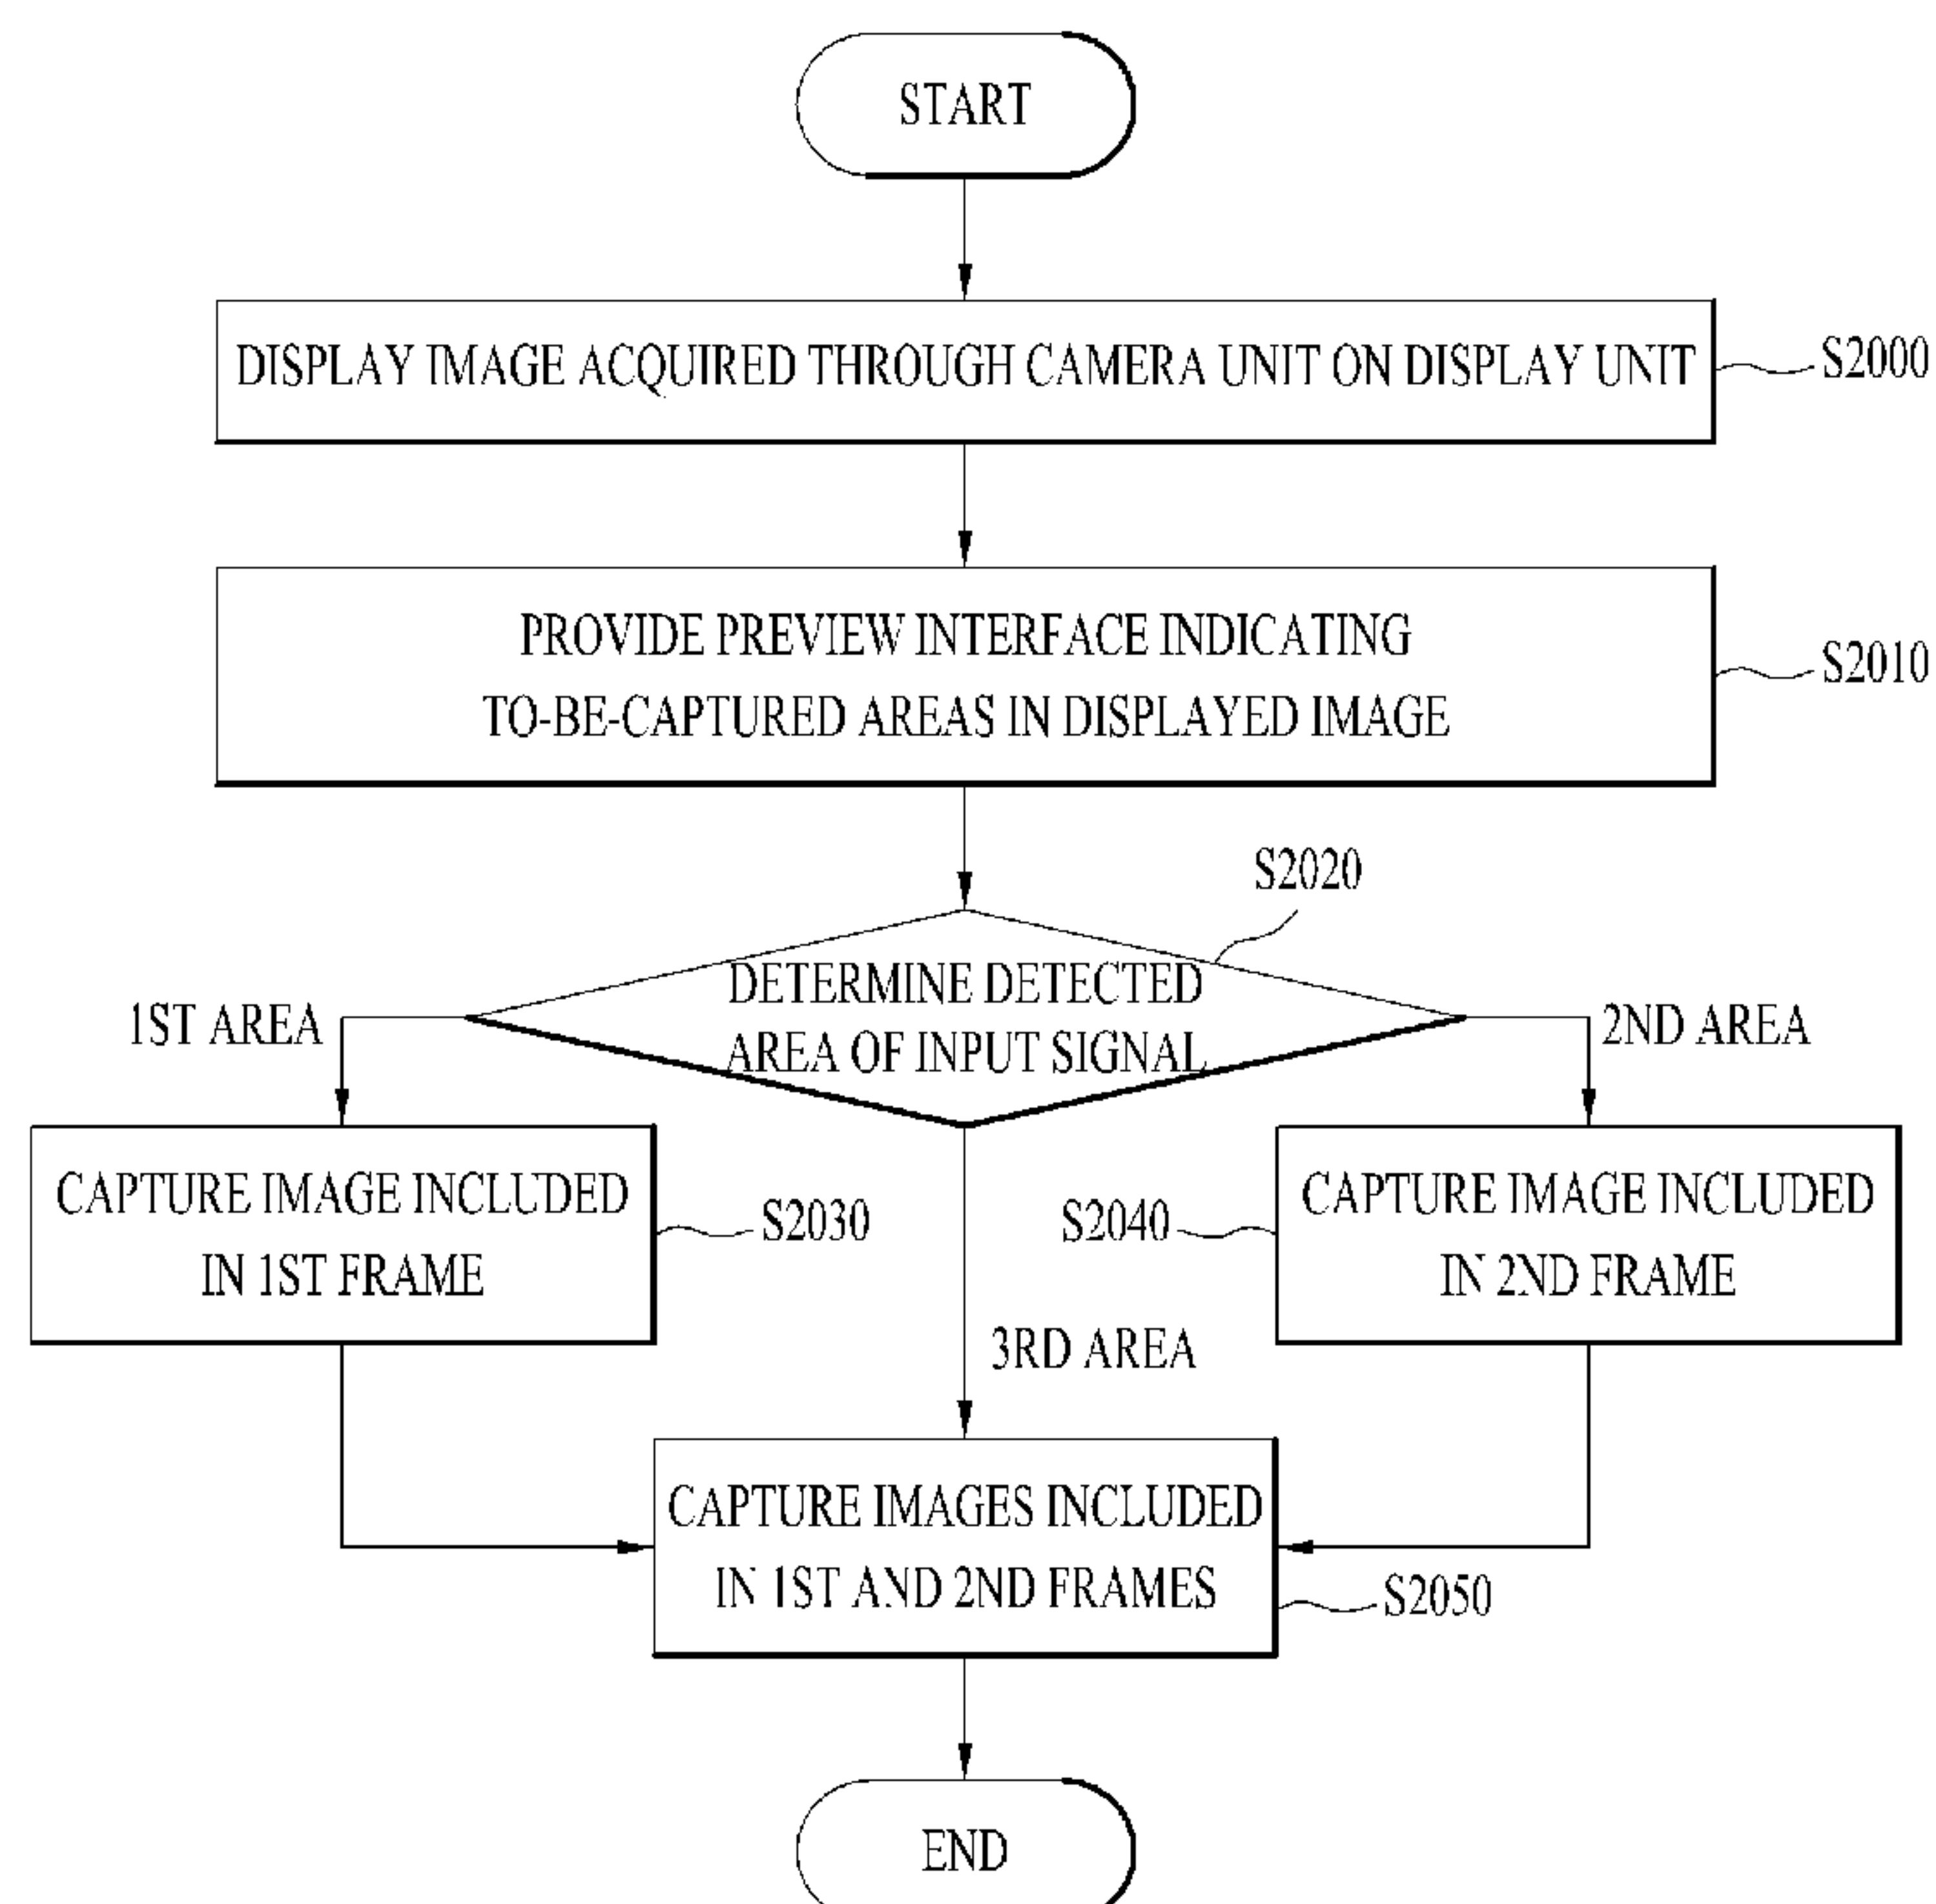 START
DISPLAY IMAGE ACQUIRED THROUGH CAMERA UNIT ON DISPLAY UNIT
S2000
PROVIDE PREVIEW INTERFACE INDICATING
TO-BE-CAPTURED AREAS IN DISPLAYED IMAGE
S2010
S2020
DETERMINE DETECTED
AREA OF INPUT SIGNAL
1ST AREA
2ND AREA
CAPTURE IMAGE INCLUDED
IN 1ST FRAME
S2030
S2040
CAPTURE IMAGE INCLUDED
IN 2ND FRAME
3RD AREA
CAPTURE IMAGES INCLUDED
IN 1ST AND 2ND FRAMES
S2050
END